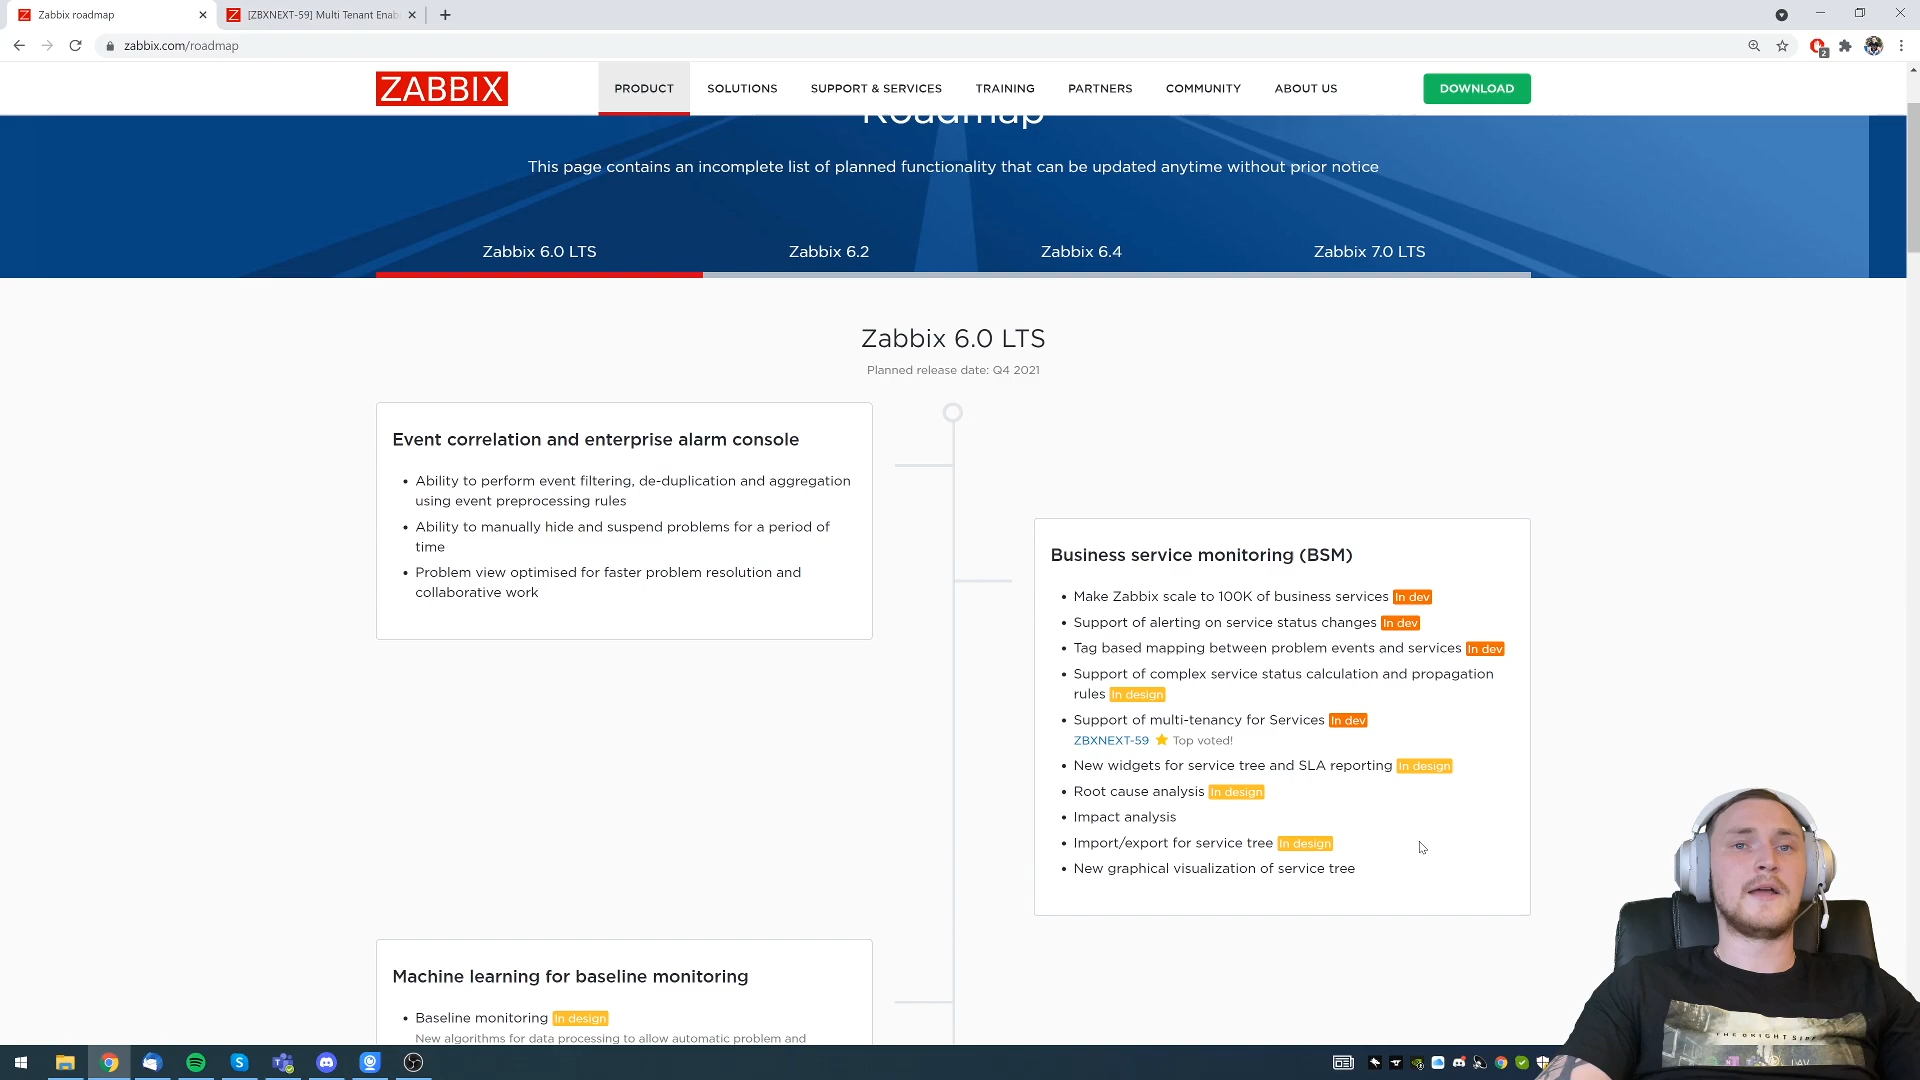 Zabbix roadmap
[ZBXNEXT-59] Multi Tenant Enab
zabbix.com/roadmap
2
ZABBIX
PRODUCT
SOLUTIONS
SUPPORT & SERVICES
TRAINING
PARTNERS
COMMUNITY
ABOUT US
DOWNLOAD
Roadmap
This page contains an incomplete list of planned functionality that can be updated anytime without prior notice
Zabbix 6.0 LTS
Zabbix 6.2
Zabbix 6.4
Zabbix 7.0 LTS
Zabbix 6.0 LTS
Planned release date: Q4 2021
Event correlation and enterprise alarm console
Ability to perform event filtering, de-duplication and aggregation
using event preprocessing rules
Ability to manually hide and suspend problems for a period of
time
Problem view optimised for faster problem resolution and
collaborative work
Business service monitoring (BSM)
Make Zabbix scale to 100K of business services In dev
Support of alerting on service status changes In dev
Tag based mapping between problem events and services In dev
Support of complex service status calculation and propagation
rules In design
Support of multi-tenancy for Services In dev
ZBXNEXT-59 Top voted!
New widgets for service tree and SLA reporting In design
Root cause analysis In design
Impact analysis
Import/export for service tree In design
New graphical visualization of service tree
Machine learning for baseline monitoring
Baseline monitoring In design
New algorithms for data processing to allow automatic problem and